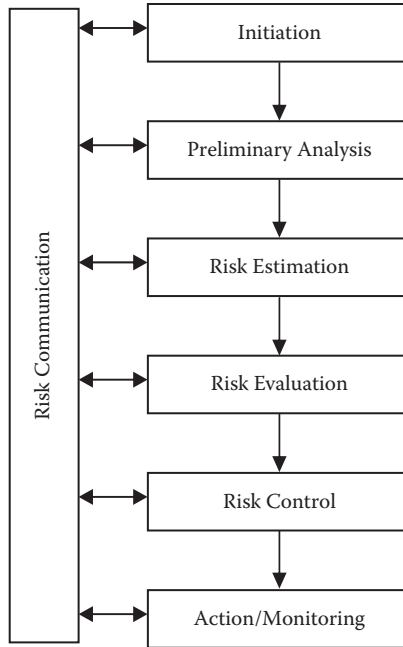 Risk Communication
Initiation
Preliminary Analysis
Risk Estimation
Risk Evaluation
Risk Control
Action/Monitoring